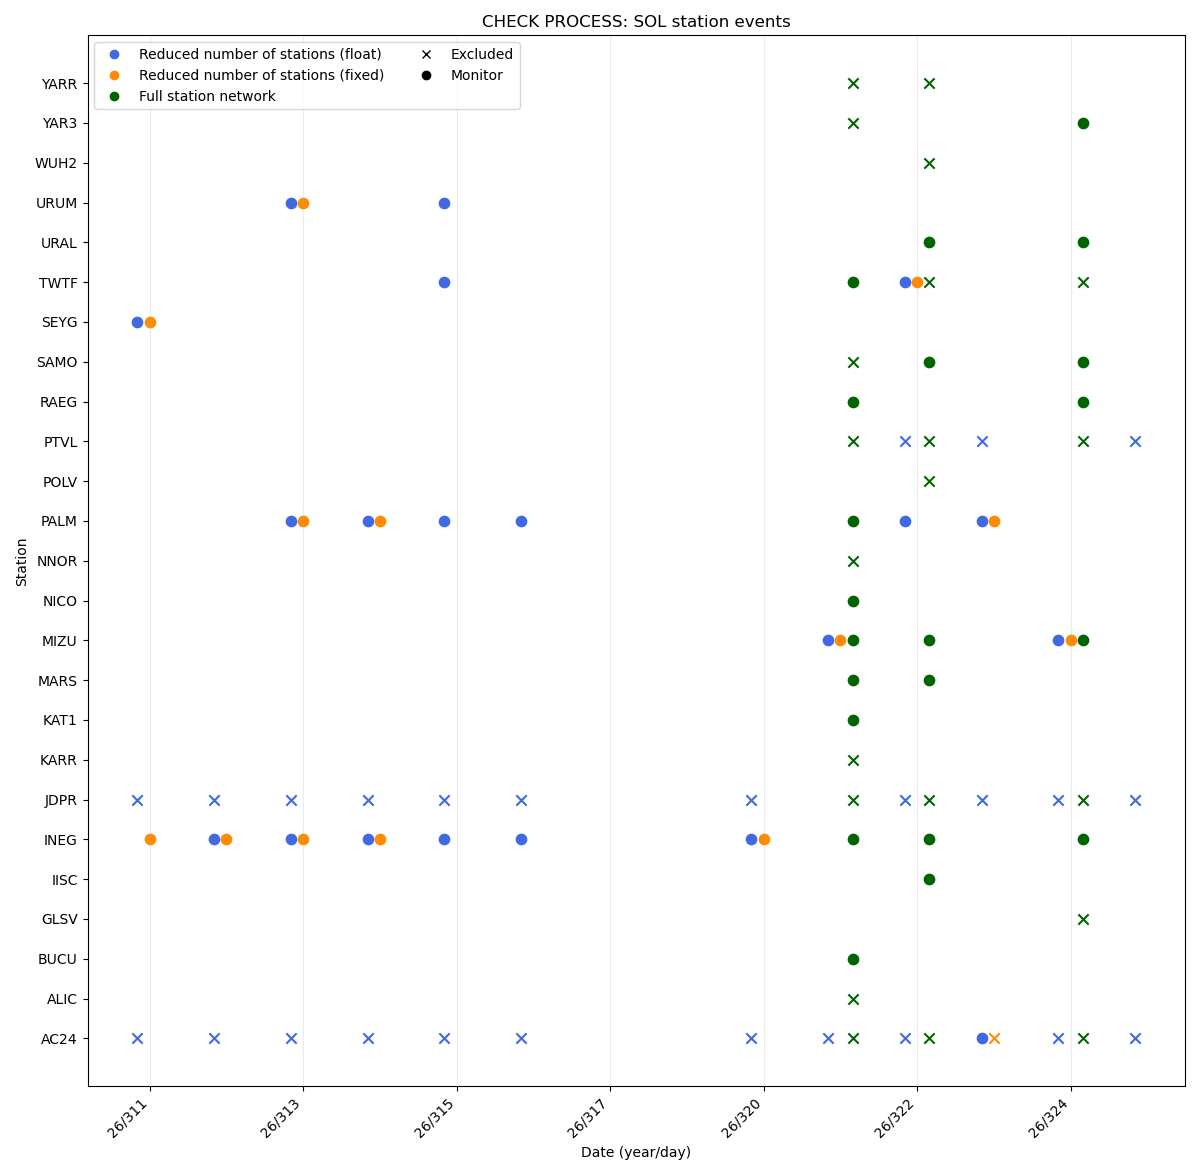 CHECK PROCESS: SOL station events
Reduced number of stations (float)
Reduced number of stations (fixed)
Full station network
Excluded
Monitor
Station
YARR
YAR3
WUH2
URUM
URAL
TWTF
SEYG
SAMO
RAEG
PTVL
POLV
PALM
NNOR
NICO
MIZU
MARS
KAT1
KARR
JDPR
INEG
IISC
GLSV
BUCU
ALIC
AC24
26/311
26/313
26/315
26/317
26/320
26/322
26/324
Date (year/day)